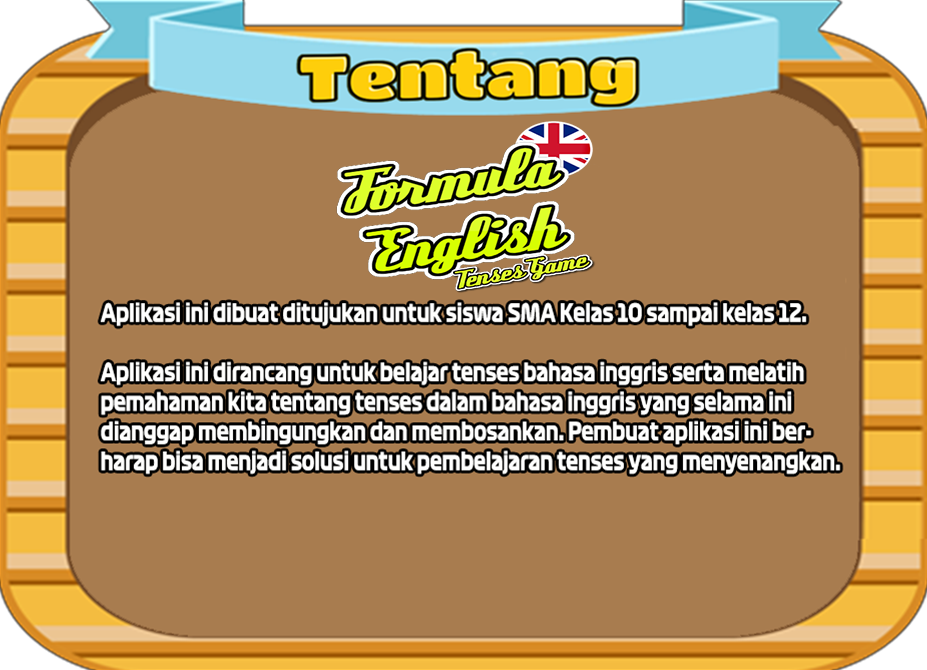 Tentang
Formula
English
Tenses Game
Aplikasi ini dibuat ditujukan untuk siswa SMA Kelas 10 sampai kelas 12.
Aplikasi ini dirancang untuk belajar tenses bahasa inggris serta melatih
pemahaman kita tentang tenses dalam bahasa inggris yang selama ini
dianggap membingungkan dan membosankan. Pembuat aplikasi ini ber-
harap bisa menjadi solusi untuk pembelajaran tenses yang menyenangkan.